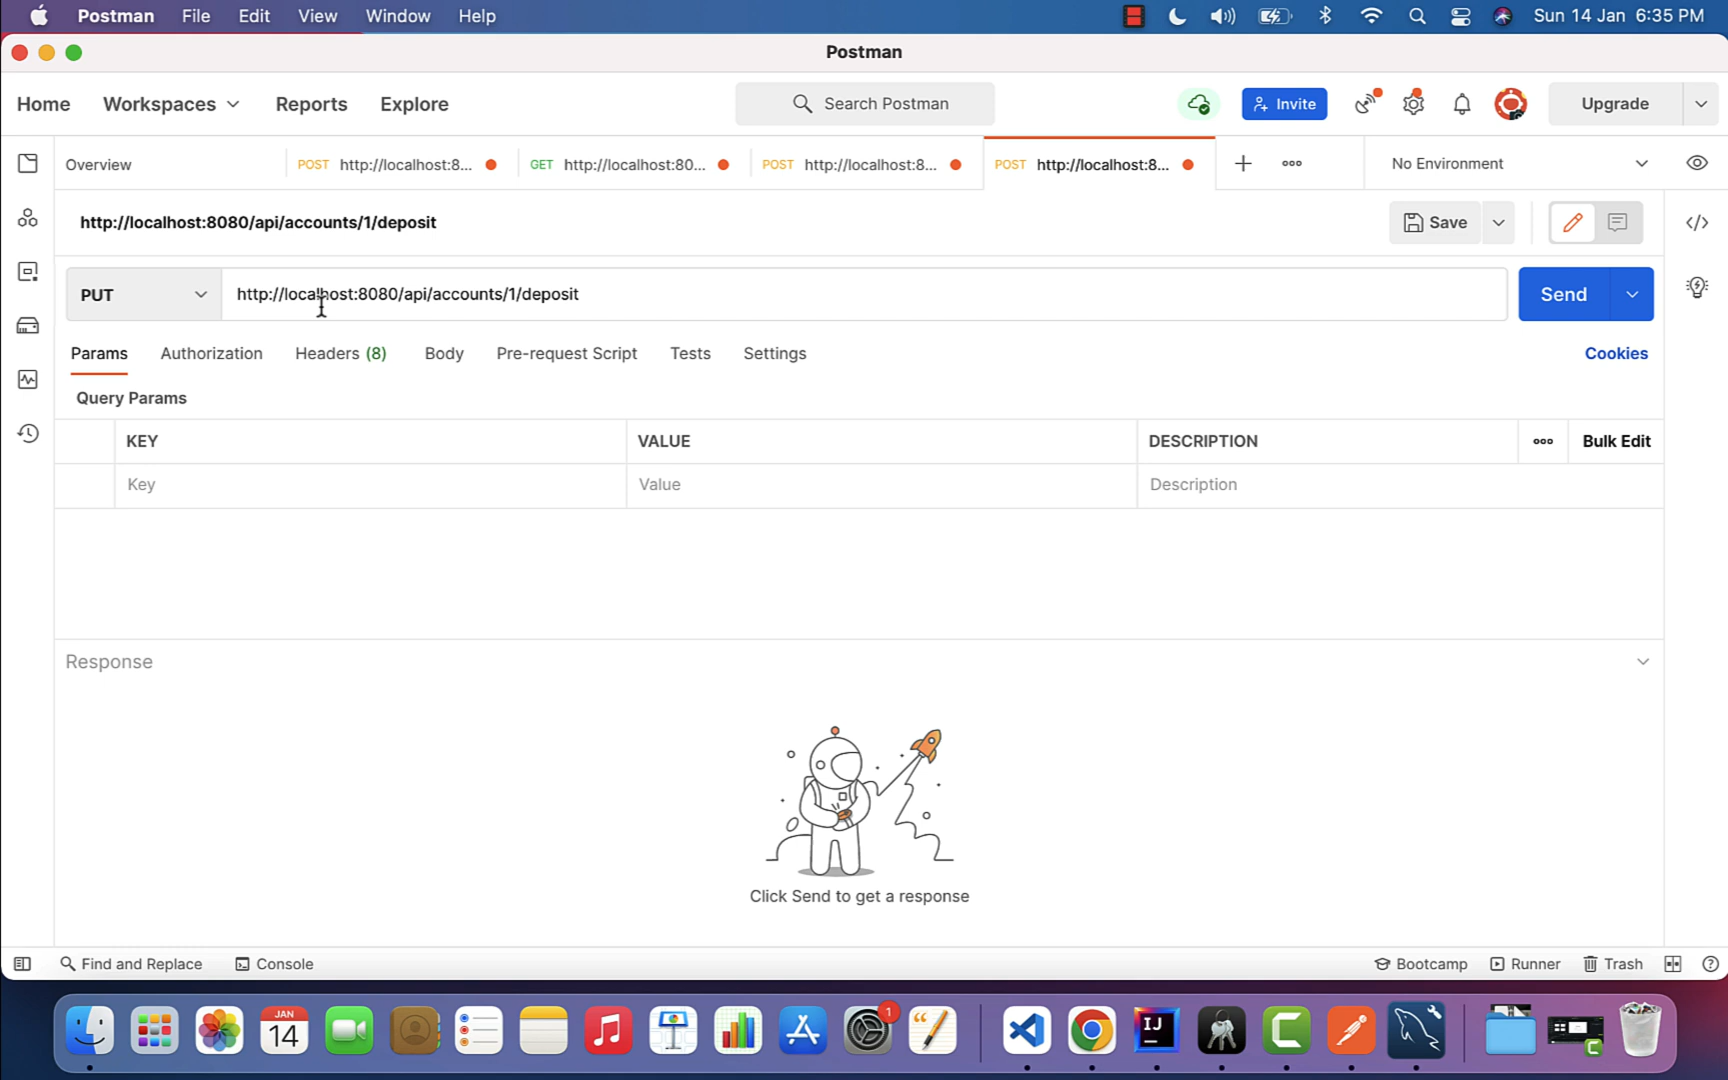 Postman File Edit View Window Help Sun 14 Jan 6:35 PM
Postman
Home Workspaces Reports Explore Search Postman Invite Upgrade
Overview POST http://localhost:8... GET http://localhost:80... POST http://localhost:8... POST http://localhost:8... No Environment
http://localhost:8080/api/accounts/1/deposit Save
PUT http://localhost:8080/api/accounts/1/deposit Send
Params Authorization Headers (8) Body Pre-request Script Tests Settings Cookies
Query Params
KEY VALUE DESCRIPTION Bulk Edit
Key Value Description
Response
Click Send to get a response
Find and Replace Console Bootcamp Runner Trash
JAN
14
1
IJ